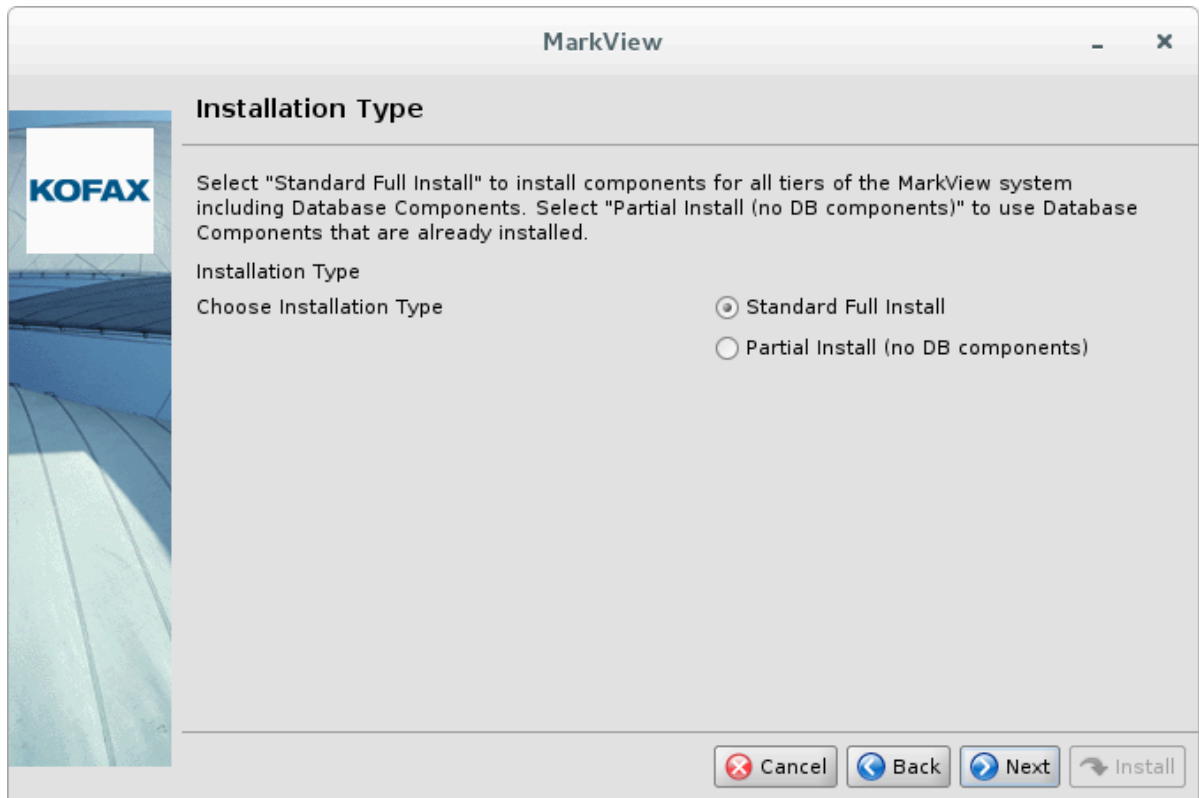 MarkView
Installation Type
KOFAX
Select "Standard Full Install" to install components for all tiers of the MarkView system
including Database Components. Select "Partial Install (no DB components)" to use Database
Components that are already installed.
Installation Type
Choose Installation Type
Standard Full Install
Partial Install (no DB components)
Cancel Back Next Install